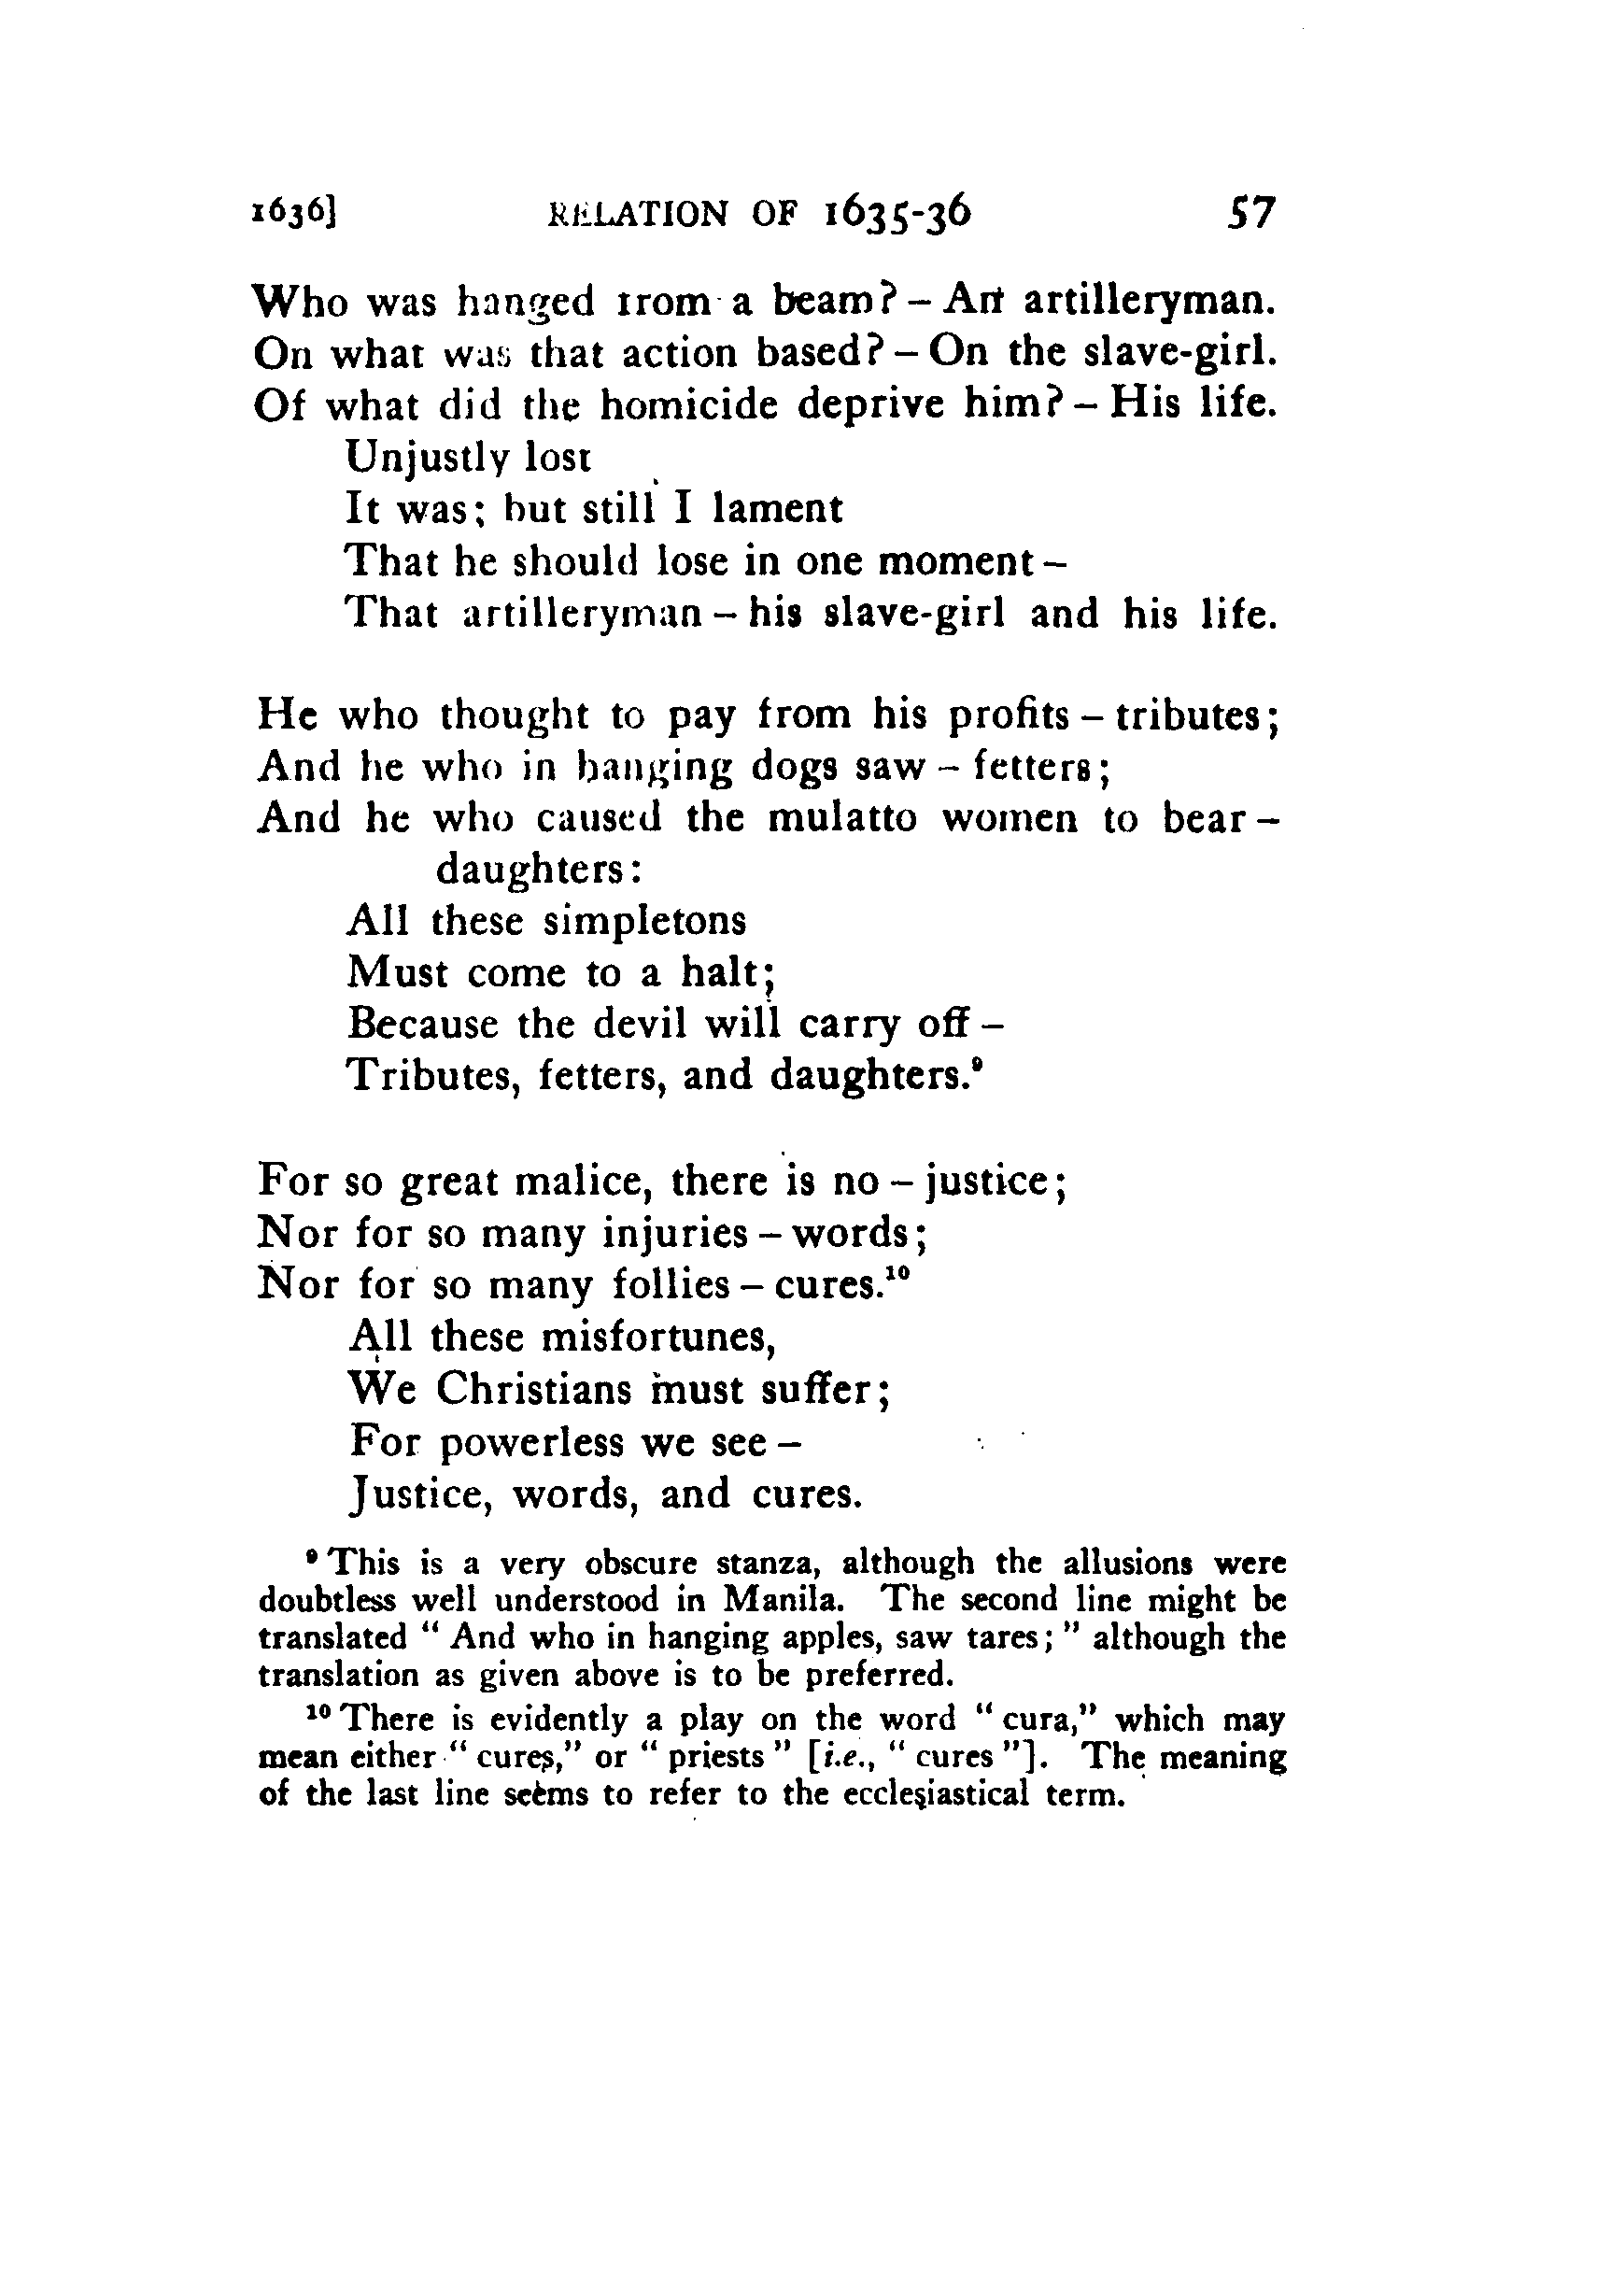 1636] RELATION OF 1635-36 57
Who was hanged from a beam? – An artilleryman.
On what was that action based? – On the slave-girl.
Of what did the homicide deprive him? – His life.
Unjustly lost
It was; but still I lament
That he should lose in one moment –
That artilleryman – his slave-girl and his life.
He who thought to pay from his profits – tributes;
And he who in hanging dogs saw – fetters;
And he who caused the mulatto women to bear –
daughters:
All these simpletons
Must come to a halt;
Because the devil will carry off –
Tributes, fetters, and daughters.⁹
For so great malice, there is no – justice;
Nor for so many injuries – words;
Nor for so many follies – cures.¹⁰
All these misfortunes,
We Christians must suffer;
For powerless we see –
Justice, words, and cures.
⁹ This is a very obscure stanza, although the allusions were
doubtless well understood in Manila. The second line might be
translated " And who in hanging apples, saw tares; " although the
translation as given above is to be preferred.
¹⁰ There is evidently a play on the word " cura," which may
mean either " cures," or " priests " [i.e., " cures "]. The meaning
of the last line seems to refer to the ecclesiastical term.